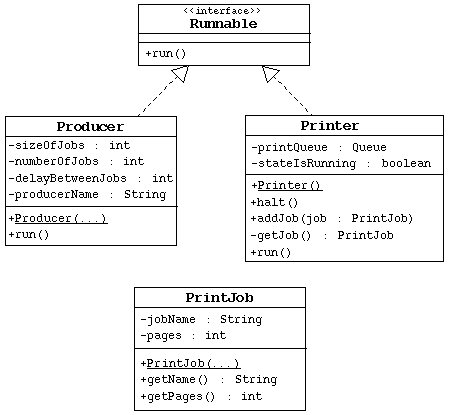 <<interface>>
Runnable
+run()
Producer
-sizeOfJobs : int
-numberOfJobs : int
-delayBetweenJobs : int
-producerName : String
+Producer(...)
+run()
Printer
-printQueue : Queue
-stateIsRunning : boolean
+Printer()
+halt()
+addJob(job : PrintJob)
-getJob() : PrintJob
+run()
PrintJob
-jobName : String
-pages : int
+PrintJob(...)
+getName() : String
+getPages() : int